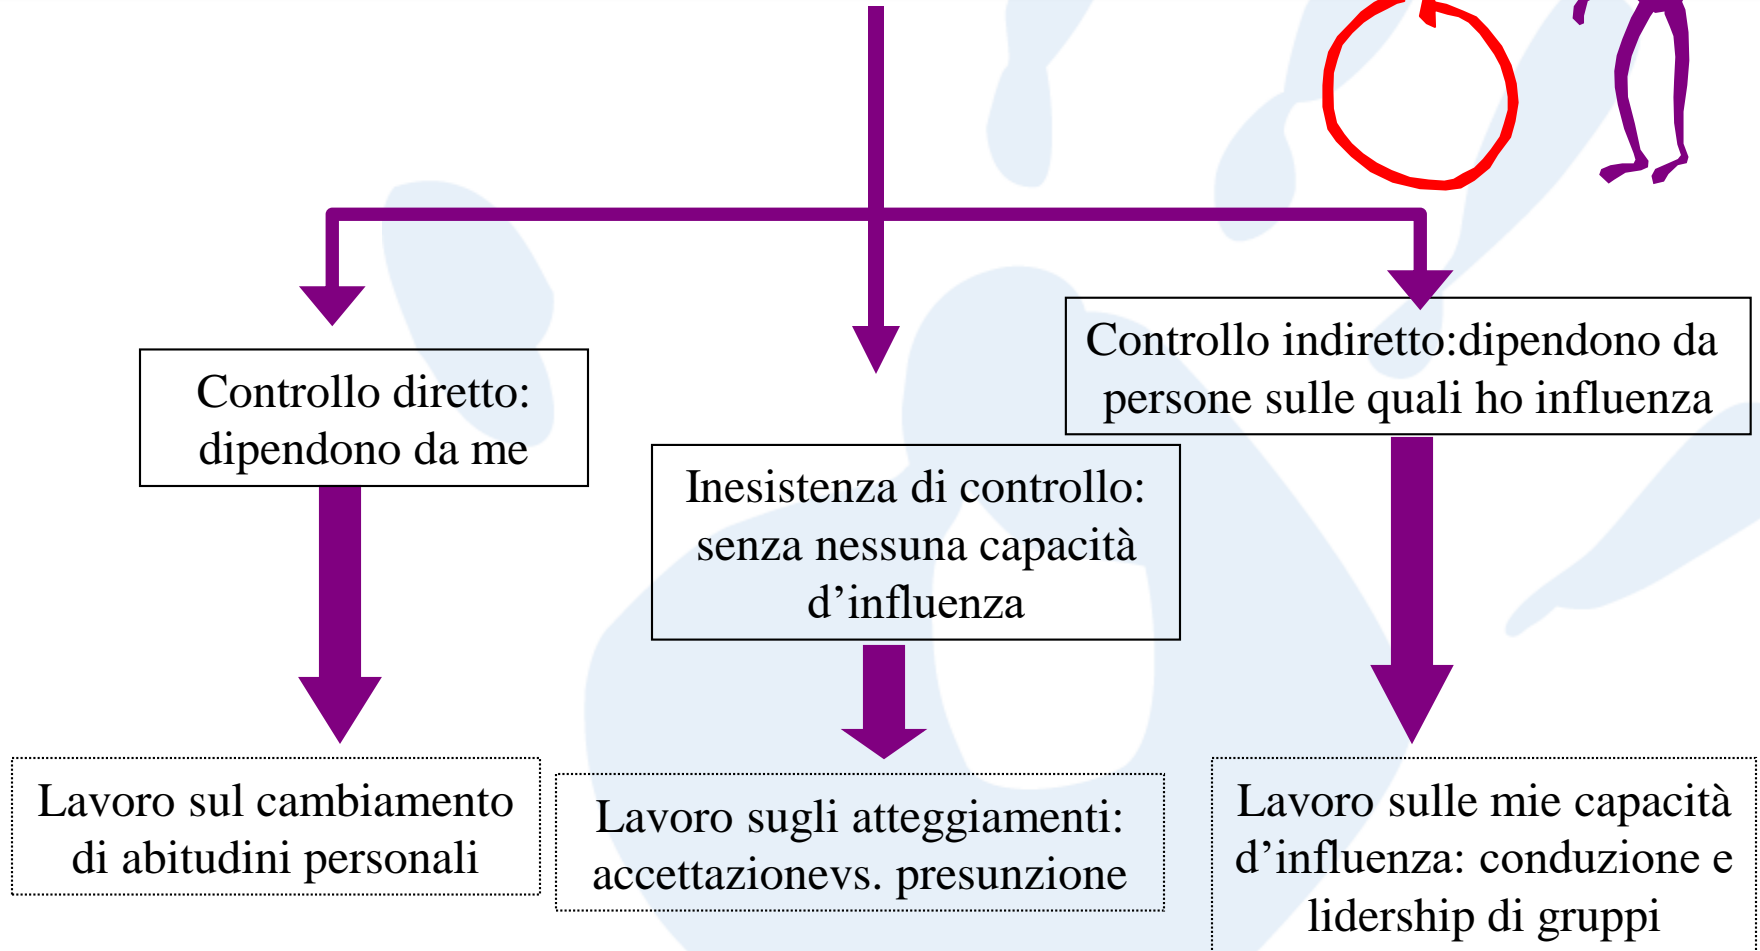 Controllo diretto:
dipendono da me
Inesistenza di controllo:
senza nessuna capacità
d’influenza
Controllo indiretto:dipendono da
persone sulle quali ho influenza
Lavoro sul cambiamento
di abitudini personali
Lavoro sugli atteggiamenti:
accettazionevs. presunzione
Lavoro sulle mie capacità
d’influenza: conduzione e
lidership di gruppi